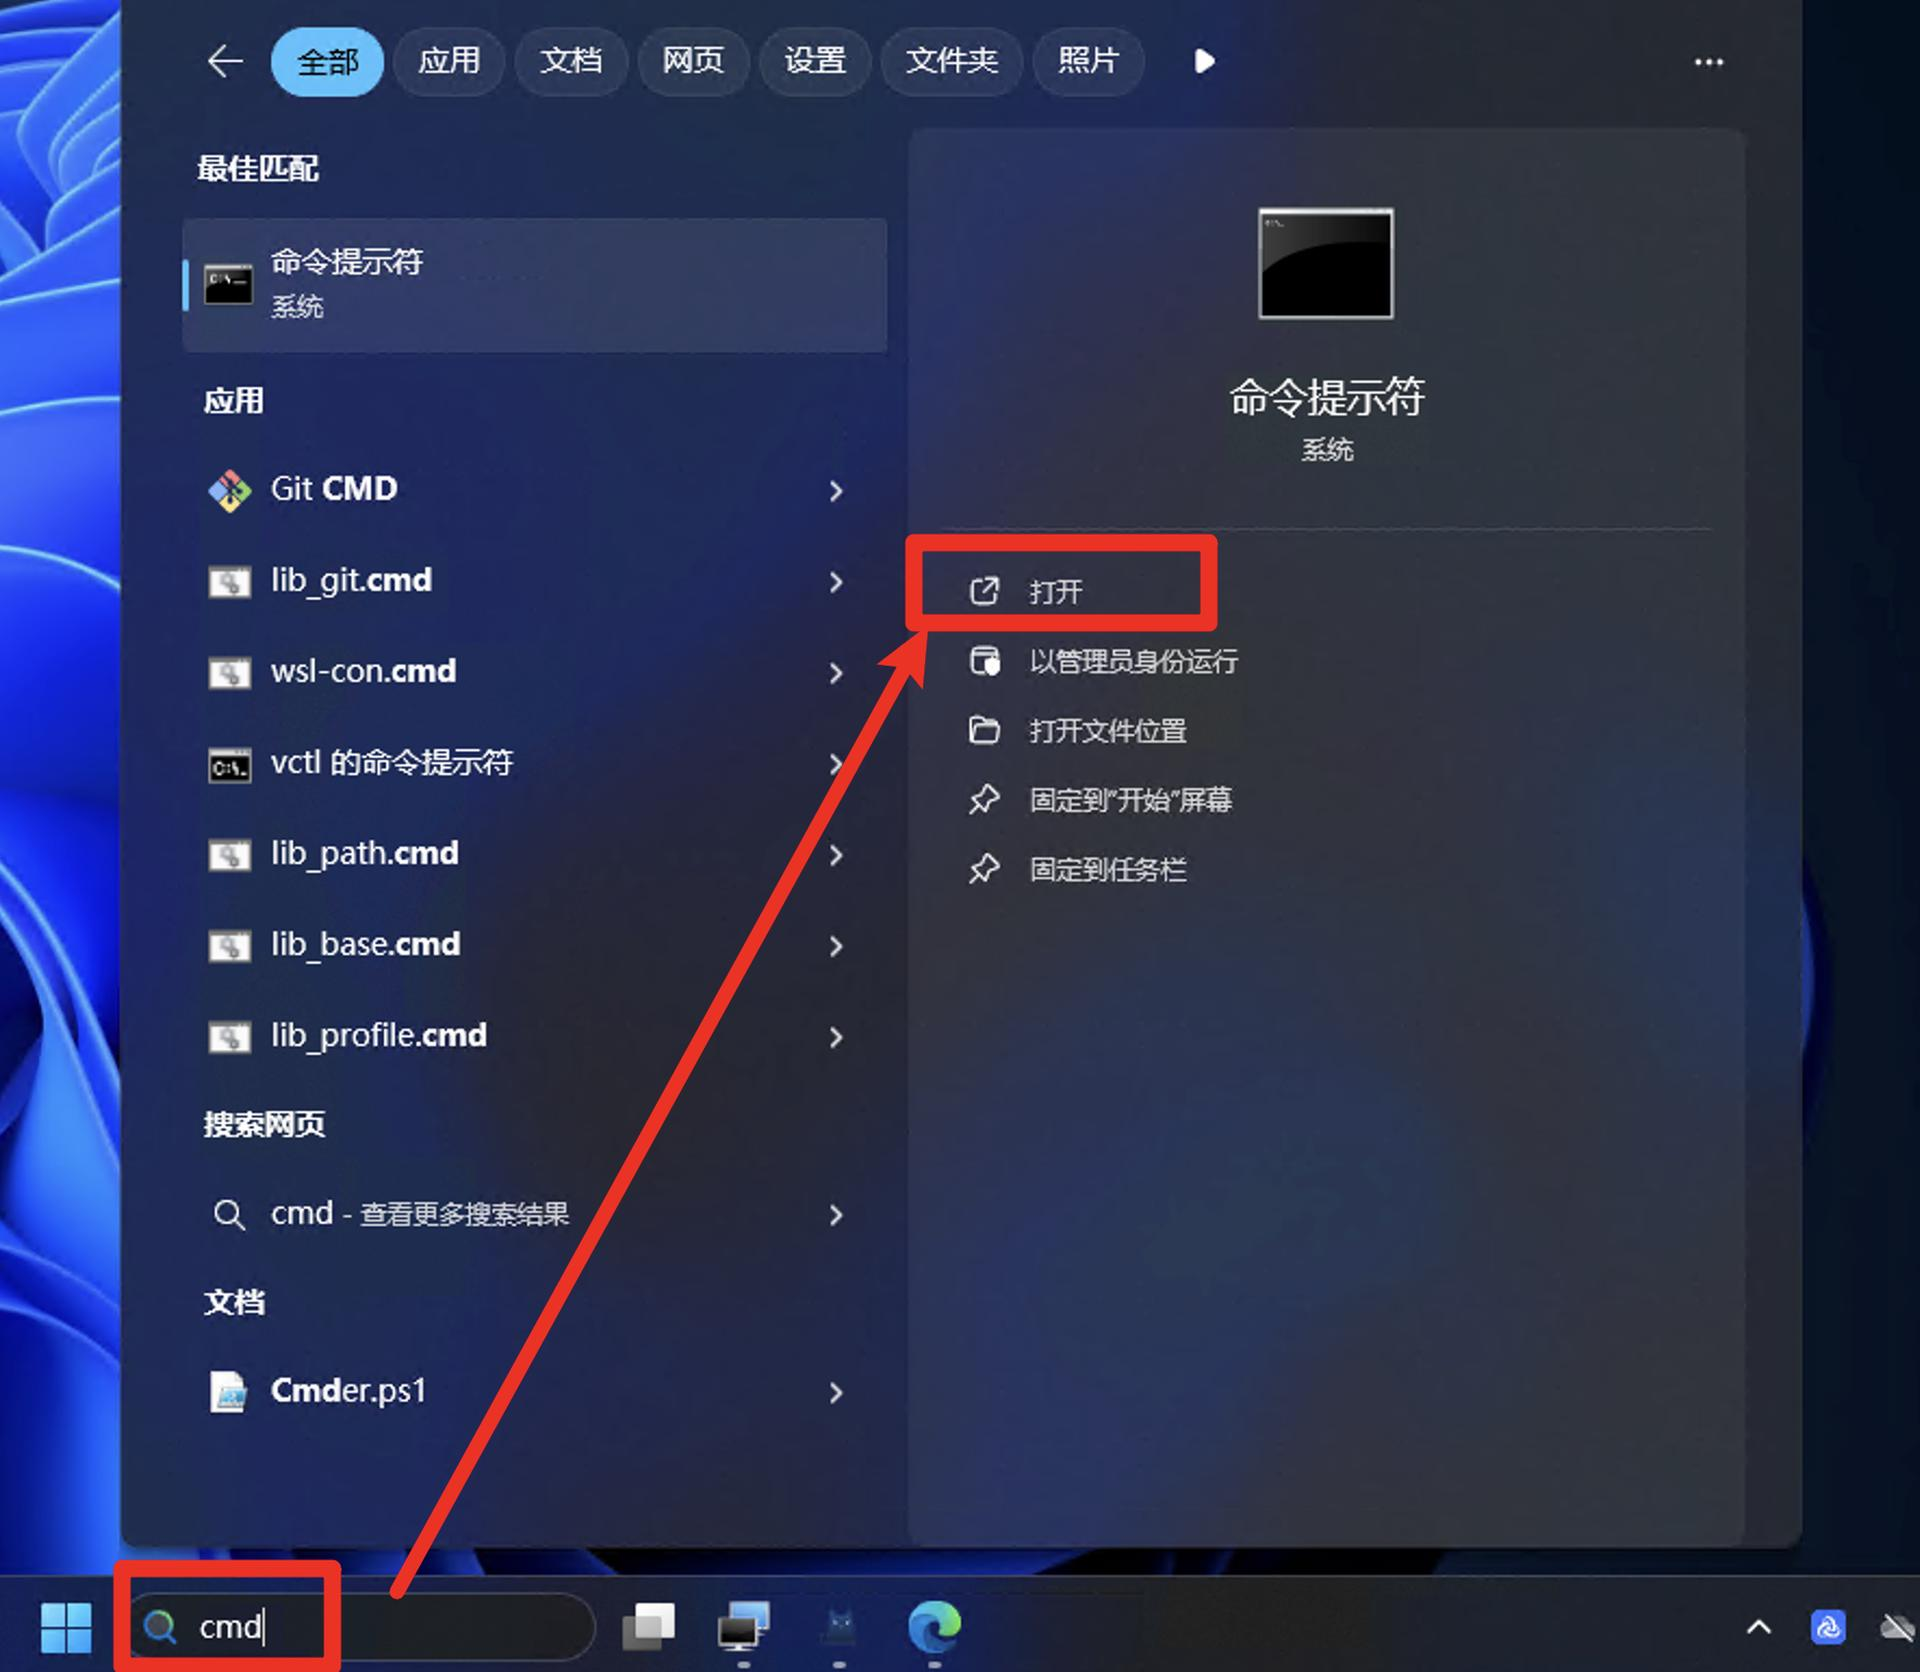 全部 应用 文档 网页 设置 文件夹 照片
最佳匹配
命令提示符
系统
应用
Git CMD
lib_git.cmd
wsl-con.cmd
vctl 的命令提示符
lib_path.cmd
lib_base.cmd
lib_profile.cmd
搜索网页
cmd - 查看更多搜索结果
文档
Cmder.ps1
命令提示符
系统
打开
以管理员身份运行
打开文件位置
固定到"开始"屏幕
固定到任务栏
cmd